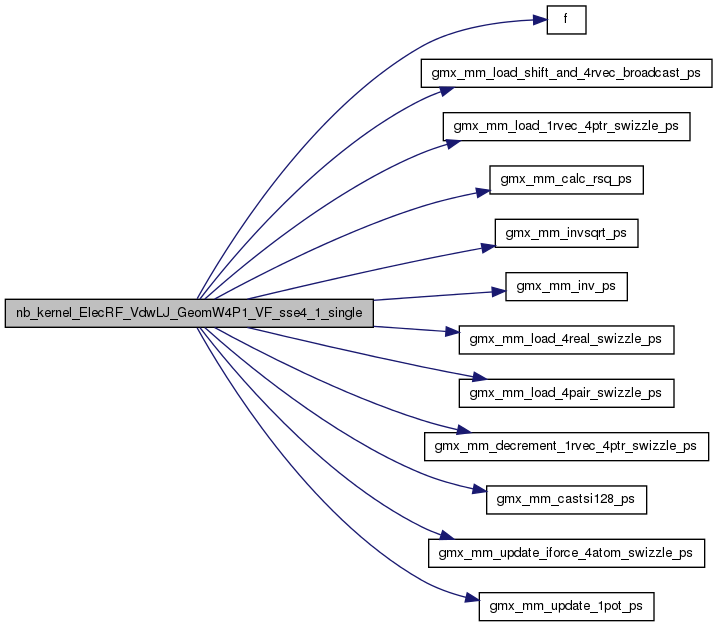 f
gmx_mm_load_shift_and_4rvec_broadcast_ps
gmx_mm_load_1rvec_4ptr_swizzle_ps
gmx_mm_calc_rsq_ps
gmx_mm_invsqrt_ps
gmx_mm_inv_ps
nb_kernel_ElecRF_VdwLJ_GeomW4P1_VF_sse4_1_single
gmx_mm_load_4real_swizzle_ps
gmx_mm_load_4pair_swizzle_ps
gmx_mm_decrement_1rvec_4ptr_swizzle_ps
gmx_mm_castsi128_ps
gmx_mm_update_iforce_4atom_swizzle_ps
gmx_mm_update_1pot_ps